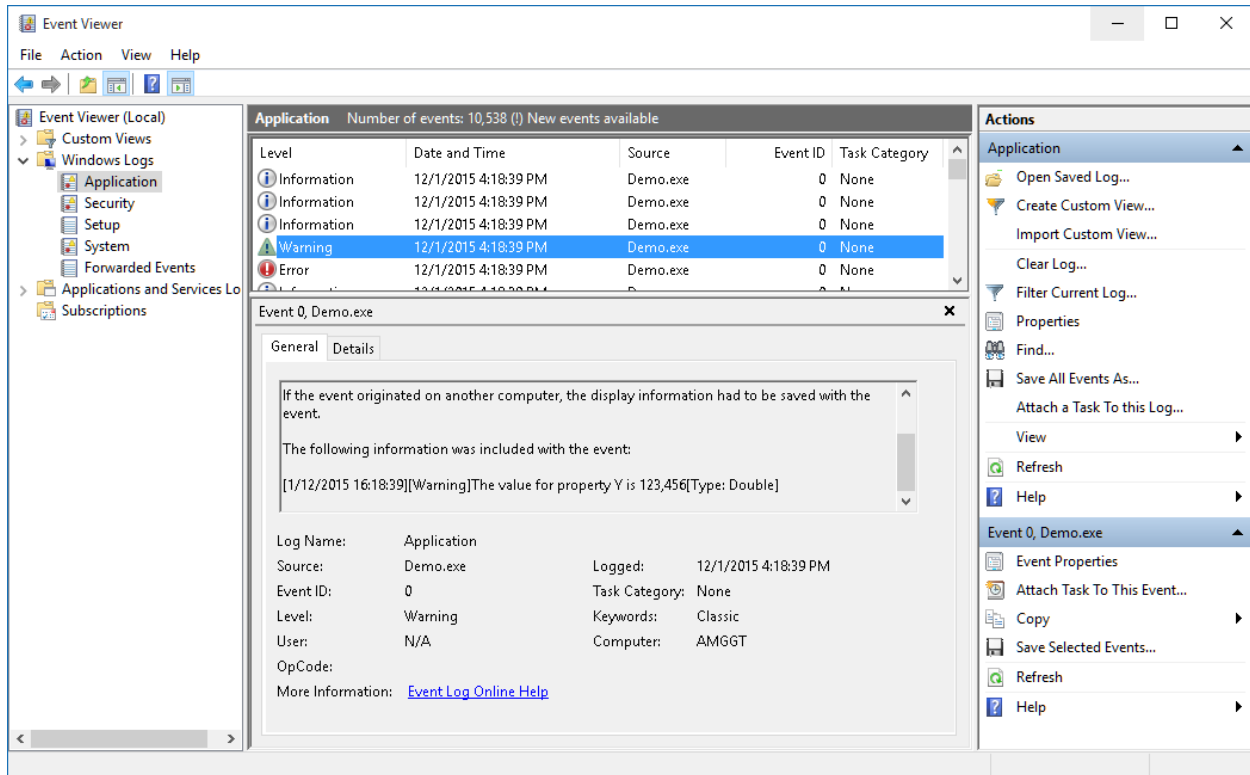 Event Viewer
File Action View Help
Event Viewer (Local)
Custom Views
Windows Logs
Application
Security
Setup
System
Forwarded Events
Applications and Services Lo
Subscriptions
Application Number of events: 10,538 (!) New events available
Level Date and Time Source Event ID Task Category
Information 12/1/2015 4:18:39 PM Demo.exe 0 None
Information 12/1/2015 4:18:39 PM Demo.exe 0 None
Information 12/1/2015 4:18:39 PM Demo.exe 0 None
Warning 12/1/2015 4:18:39 PM Demo.exe 0 None
Error 12/1/2015 4:18:39 PM Demo.exe 0 None
Event 0, Demo.exe
General Details
If the event originated on another computer, the display information had to be saved with the
event.
The following information was included with the event:
[1/12/2015 16:18:39][Warning]The value for property Y is 123,456[Type: Double]
Log Name: Application
Source: Demo.exe Logged: 12/1/2015 4:18:39 PM
Event ID: 0 Task Category: None
Level: Warning Keywords: Classic
User: N/A Computer: AMGGT
OpCode:
More Information: Event Log Online Help
Actions
Application
Open Saved Log...
Create Custom View...
Import Custom View...
Clear Log...
Filter Current Log...
Properties
Find...
Save All Events As...
Attach a Task To this Log...
View
Refresh
Help
Event 0, Demo.exe
Event Properties
Attach Task To This Event...
Copy
Save Selected Events...
Refresh
Help